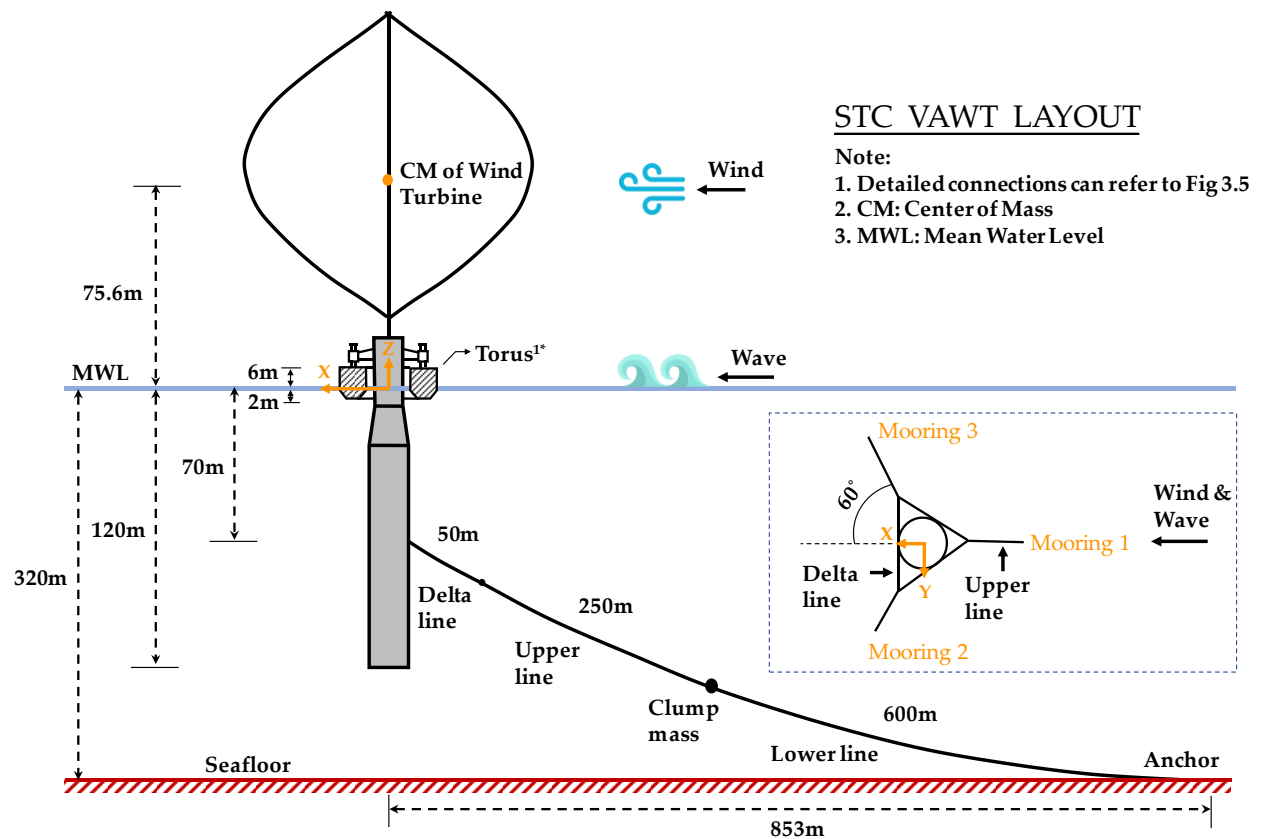 STC VAWT LAYOUT
Note:
1. Detailed connections can refer to Fig 3.5
2. CM: Center of Mass
3. MWL: Mean Water Level
CM of Wind
Turbine
Wind
75.6m
Torus1*
Z
X
6m
MWL
2m
Wave
70m
120m
320m
50m
Delta
line
250m
Upper
line
Clump
mass
600m
Lower line
Seafloor
Anchor
853m
Mooring 3
60°
Wind &
Wave
X
Mooring 1
Delta
line
Y
Upper
line
Mooring 2